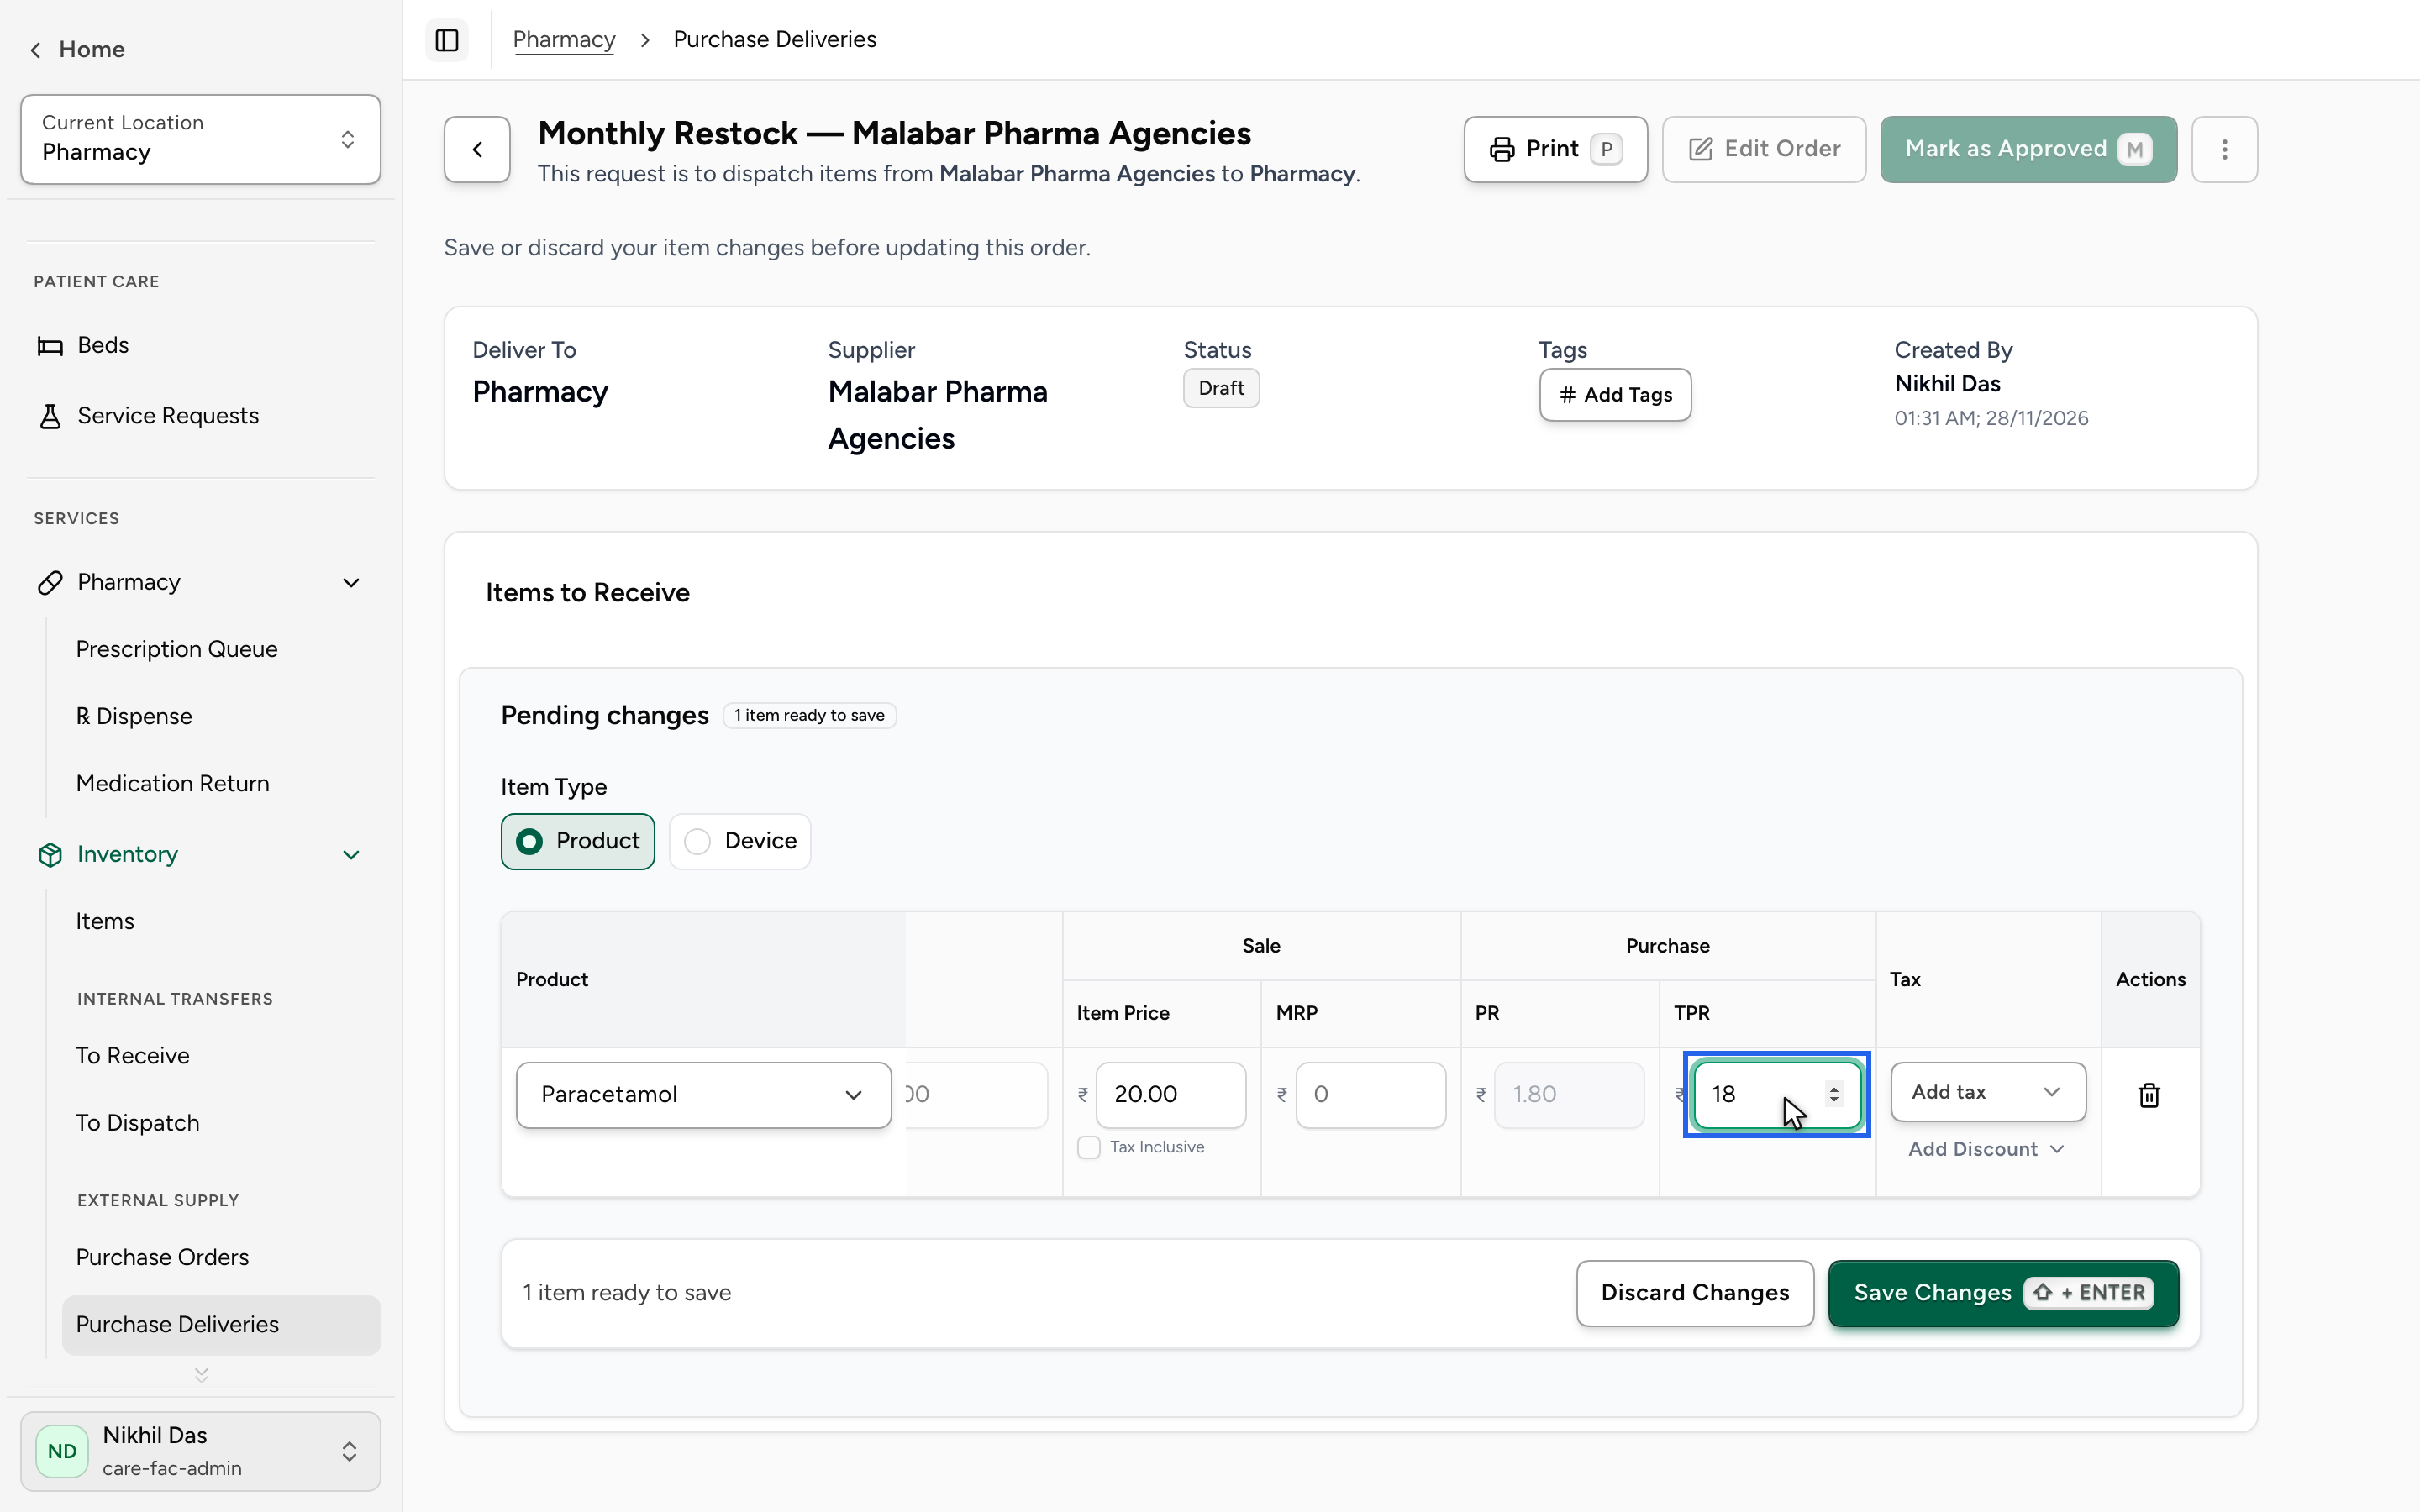 Home
Current Location
Pharmacy
PATIENT CARE
Beds
Service Requests
SERVICES
Pharmacy
Prescription Queue
℞ Dispense
Medication Return
Inventory
Items
INTERNAL TRANSFERS
To Receive
To Dispatch
EXTERNAL SUPPLY
Purchase Orders
Purchase Deliveries
ND
Nikhil Das
care-fac-admin
Pharmacy > Purchase Deliveries
Monthly Restock — Malabar Pharma Agencies
This request is to dispatch items from Malabar Pharma Agencies to Pharmacy.
Print P
Edit Order
Mark as Approved M
Save or discard your item changes before updating this order.
Deliver To
Pharmacy
Supplier
Malabar Pharma
Agencies
Status
Draft
Tags
# Add Tags
Created By
Nikhil Das
01:31 AM; 28/11/2026
Items to Receive
Pending changes 1 item ready to save
Item Type
Product Device
Product Sale Purchase Tax Actions
Item Price MRP PR TPR
Paracetamol 00 ₹ 20.00 ₹ 0 ₹ 1.80 ₹ 18 Add tax
Tax Inclusive Add Discount
1 item ready to save Discard Changes Save Changes ⇧ + ENTER